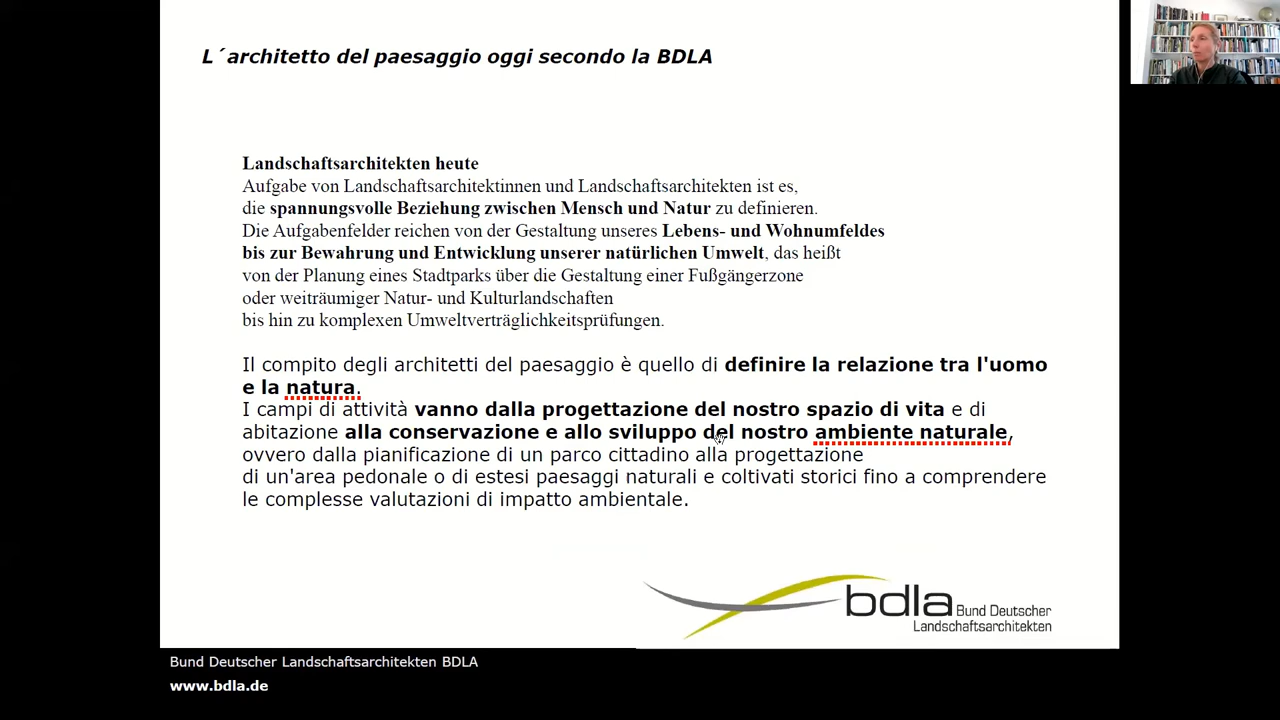 L´architetto del paesaggio oggi secondo la BDLA
Landschaftsarchitekten heute
Aufgabe von Landschaftsarchitektinnen und Landschaftsarchitekten ist es,
die spannungsvolle Beziehung zwischen Mensch und Natur zu definieren.
Die Aufgabenfelder reichen von der Gestaltung unseres Lebens- und Wohnumfeldes
bis zur Bewahrung und Entwicklung unserer natürlichen Umwelt, das heißt
von der Planung eines Stadtparks über die Gestaltung einer Fußgängerzone
oder weiträumiger Natur- und Kulturlandschaften
bis hin zu komplexen Umweltverträglichkeitsprüfungen.
Il compito degli architetti del paesaggio è quello di definire la relazione tra l'uomo
e la natura.
I campi di attività vanno dalla progettazione del nostro spazio di vita e di
abitazione alla conservazione e allo sviluppo del nostro ambiente naturale,
ovvero dalla pianificazione di un parco cittadino alla progettazione
di un'area pedonale o di estesi paesaggi naturali e coltivati storici fino a comprendere
le complesse valutazioni di impatto ambientale.
bdla Bund Deutscher
Landschaftsarchitekten
Bund Deutscher Landschaftsarchitekten BDLA
www.bdla.de